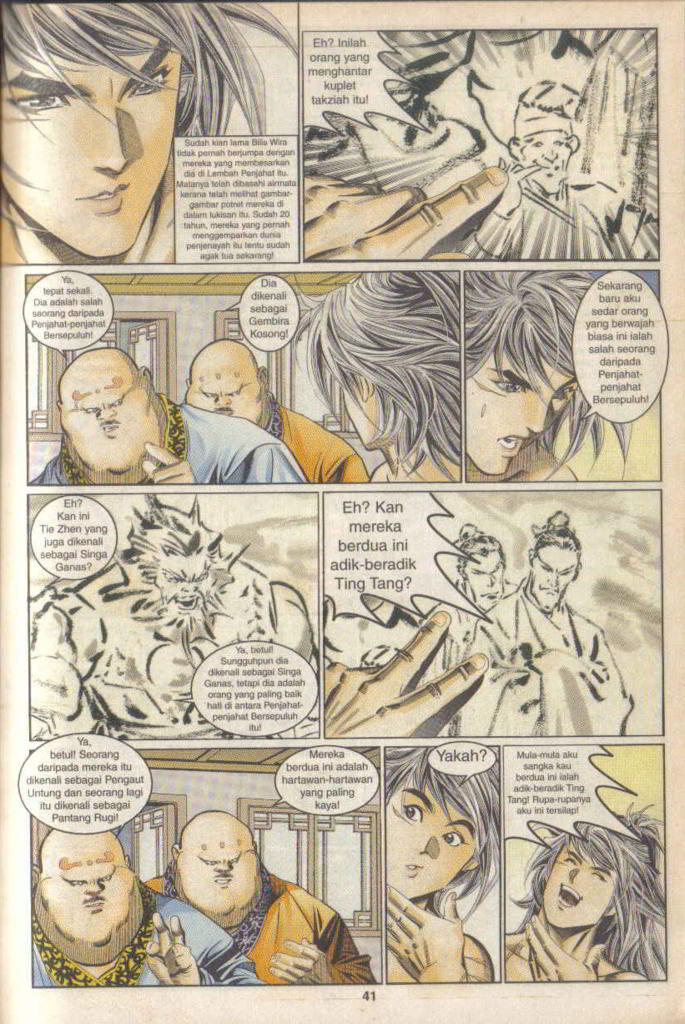 Sudah kian lama Bilis Wira
tidak pernah berjumpa dengan
mereka yang membesarkan
dia di Lembah Penjahat itu.
Matanya telah dibasahi airmata
kerana telah melihat gambar-
gambar potret mereka di
dalam lukisan itu. Sudah 20
tahun, mereka yang pernah
menggemparkan dunia
penjenayah itu tentu sudah
agak tua sekarang!
Eh? Inilah
orang yang
menghantar
kuplet
takziah itu!
Ya,
tepat sekali.
Dia adalah salah
seorang daripada
Penjahat-penjahat
Bersepuluh!
Dia
dikenali
sebagai
Gembira
Kosong!
Sekarang
baru aku
sedar orang
yang berwajah
biasa ini ialah
salah seorang
daripada
Penjahat-
penjahat
Bersepuluh!
Eh?
Kan ini
Tie Zhen yang
juga dikenali
sebagai Singa
Ganas?
Ya, betul!
Sungguhpun dia
dikenali sebagai Singa
Ganas, tetapi dia adalah
orang yang paling baik
hati di antara Penjahat-
penjahat Bersepuluh
itu!
Eh? Kan
mereka
berdua ini
adik-beradik
Ting Tang?
Ya,
betul! Seorang
daripada mereka itu
dikenali sebagai Pengaut
Untung dan seorang lagi
itu dikenali sebagai
Pantang Rugi!
Mereka
berdua ini adalah
hartawan-hartawan
yang paling
kaya!
Yakah?
Mula-mula aku
sangka kau
berdua ini ialah
adik-beradik Ting
Tang! Rupa-rupanya
aku ini tersilap!
41